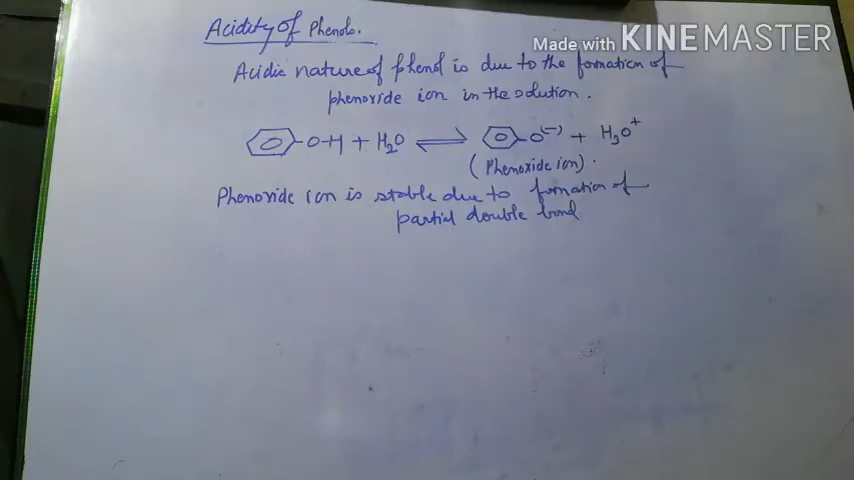 Acidity Of Phenols.
Made with KINEMASTER
Acidic nature of phenol is due to the formation of
phenoxide ion in the solution.
-O-H + H₂O ⇌ -O(-) + H₃O⁺
(Phenoxide ion).
Phenoxide ion is stable due to formation of
partial double bond